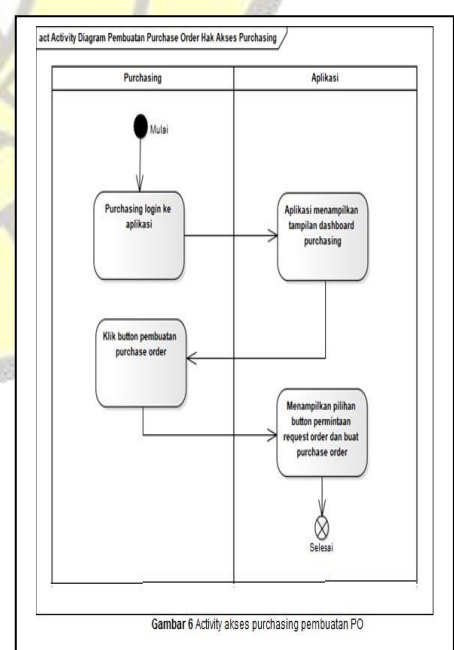 act Activity Diagram Pembuatan Purchase Order Hak Akses Purchasing
Purchasing
Aplikasi
Mulai
Purchasing login ke
aplikasi
Aplikasi menampilkan
tampilan dashboard
purchasing
Klik button pembuatan
purchase order
Menampilkan pilihan
button permintaan
request order dan buat
purchase order
Selesai
Gambar 6 Activity akses purchasing pembuatan PO